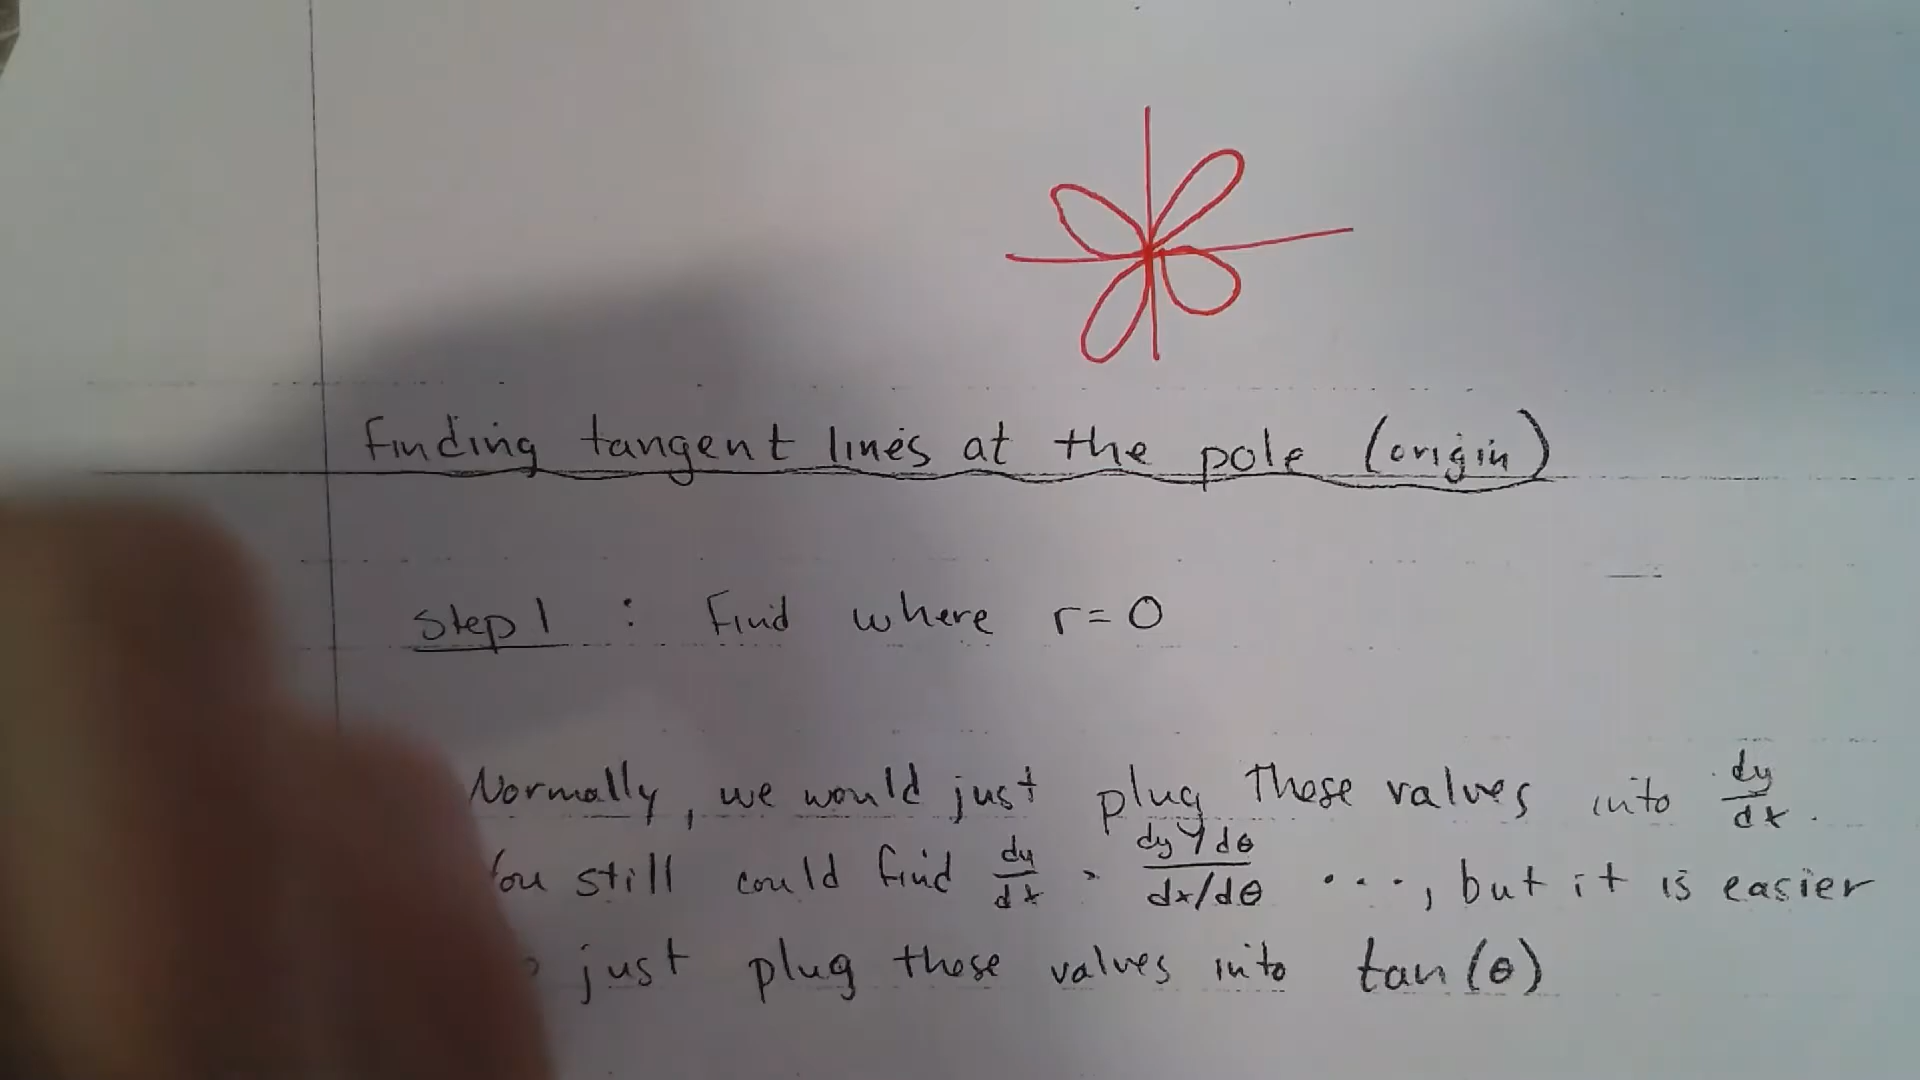 Finding tangent lines at the pole (origin)
Step 1 : Find where r = 0
Normally, we would just plug these values into dy/dx.
You still could find dy/dx = (dy/dθ)/(dx/dθ) ..., but it is easier
just plug these values into tan(θ)